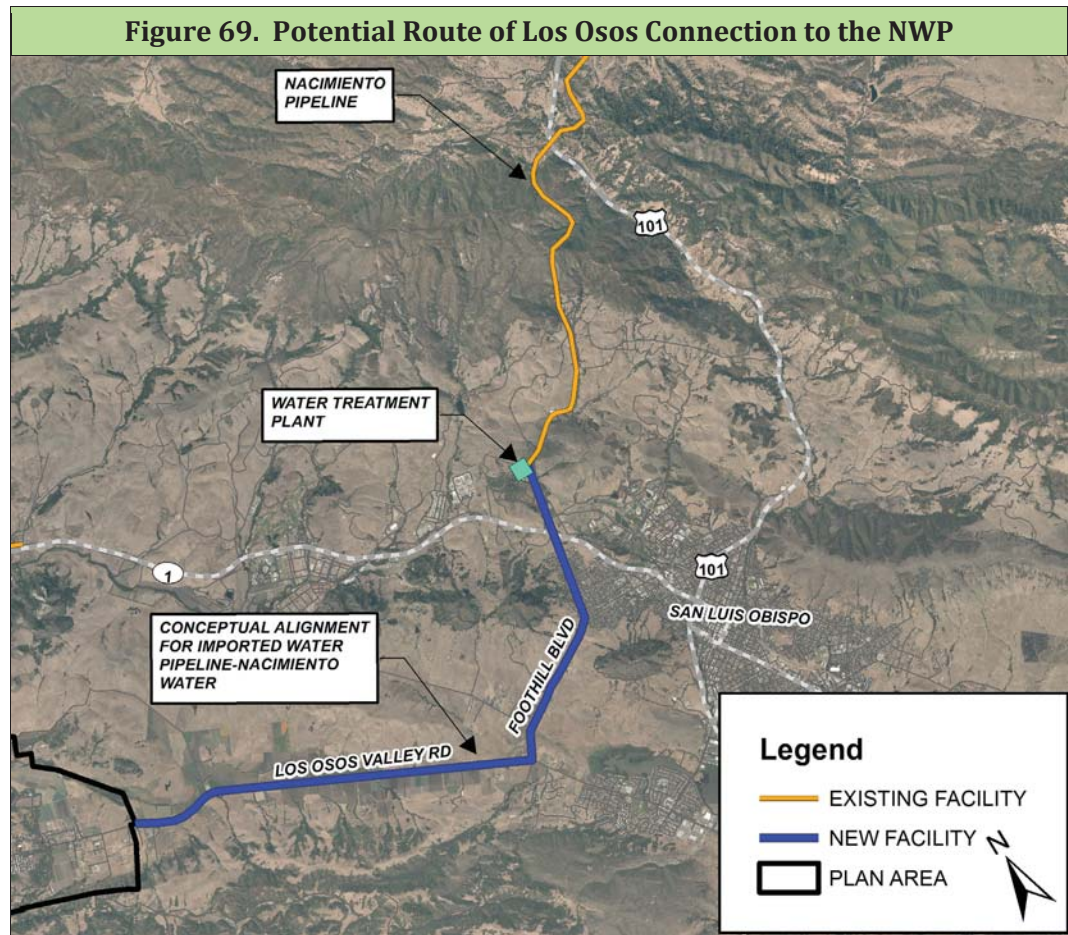 Figure 69. Potential Route of Los Osos Connection to the NWP
NACIMIENTO
PIPELINE
101
WATER TREATMENT
PLANT
1
101
SAN LUIS OBISPO
CONCEPTUAL ALIGNMENT
FOR IMPORTED WATER
PIPELINE-NACIMIENTO
WATER
FOOTHILL BLVD
LOS OSOS VALLEY RD
Legend
EXISTING FACILITY
NEW FACILITY
PLAN AREA
N